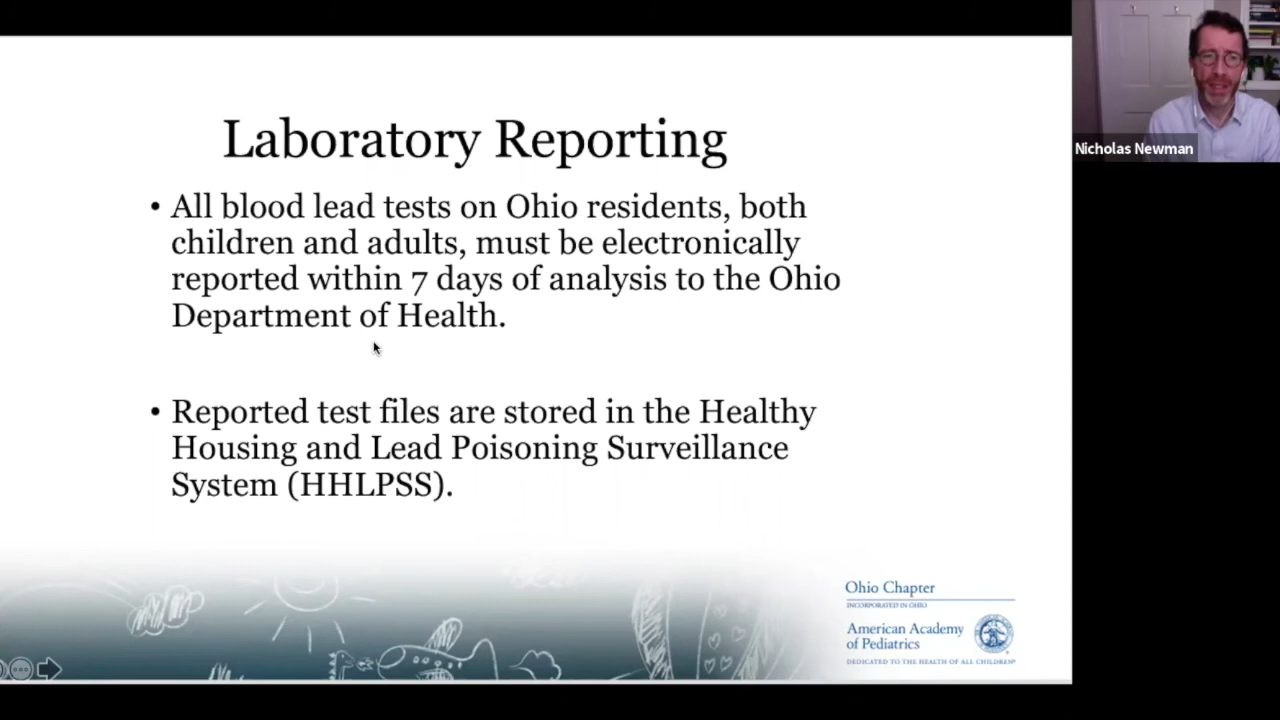 Laboratory Reporting
• All blood lead tests on Ohio residents, both
children and adults, must be electronically
reported within 7 days of analysis to the Ohio
Department of Health.
• Reported test files are stored in the Healthy
Housing and Lead Poisoning Surveillance
System (HHLPSS).
Nicholas Newman
Ohio Chapter
INCORPORATED IN OHIO
American Academy
of Pediatrics
DEDICATED TO THE HEALTH OF ALL CHILDREN®